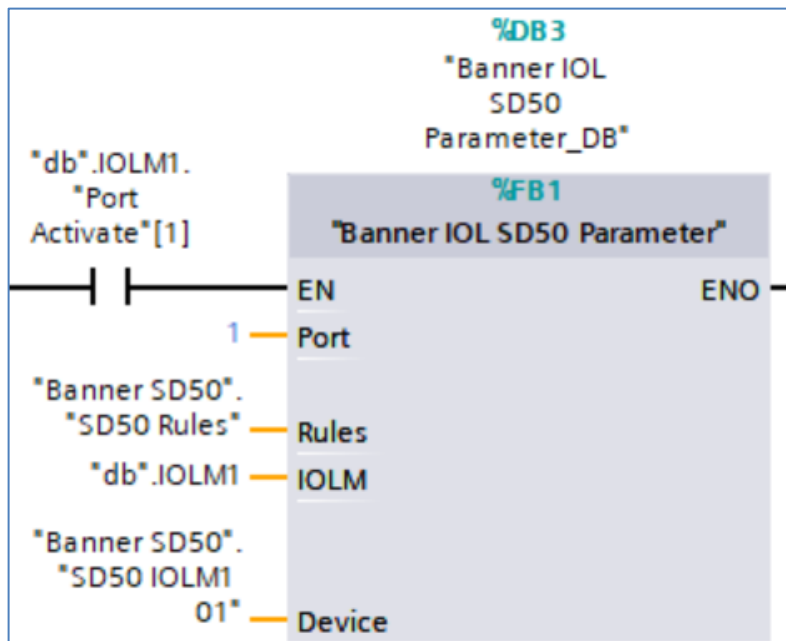 %DB3
"Banner IOL
SD50
Parameter_DB"
"db".IOLM1.
"Port
Activate"[1]
%FB1
"Banner IOL SD50 Parameter"
EN
ENO
1
Port
"Banner SD50".
"SD50 Rules"
Rules
"db".IOLM1
IOLM
"Banner SD50".
"SD50 IOLM1
01"
Device